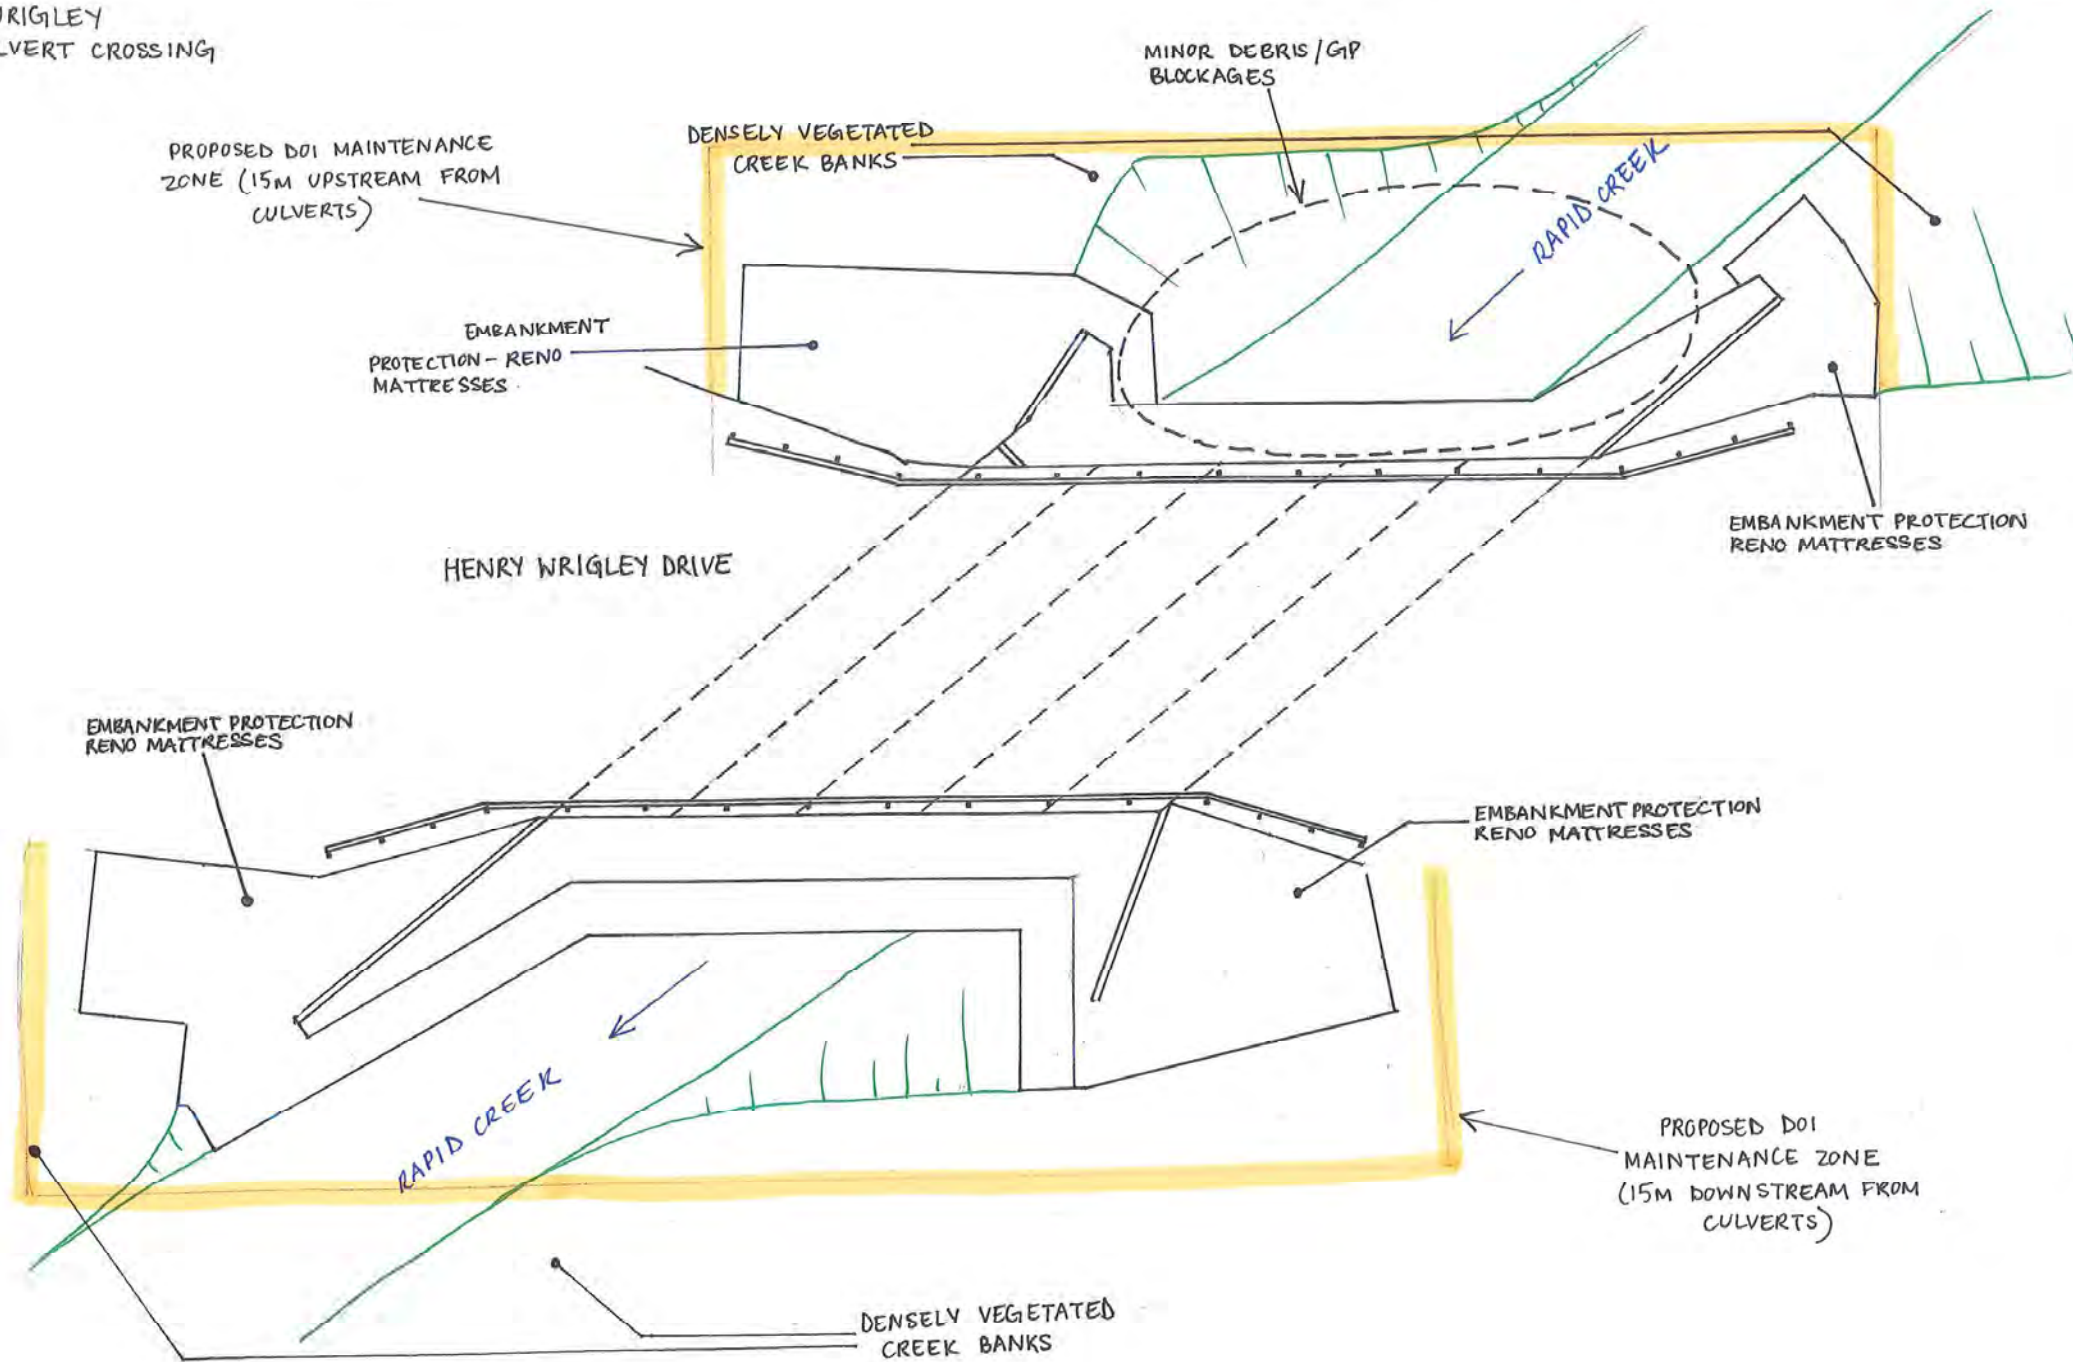 LVERT CROSSING
MINOR DEBRIS/GP
BLOCKAGES
DENSELY VEGETATED
CREEK BANKS
PROPOSED DOI MAINTENANCE
ZONE (15M UPSTREAM FROM
CULVERTS)
RAPID CREEK
EMBANKMENT
PROTECTION - RENO
MATTRESSES
EMBANKMENT PROTECTION
RENO MATTRESSES
HENRY WRIGLEY DRIVE
EMBANKMENT PROTECTION
RENO MATTRESSES
EMBANKMENT PROTECTION
RENO MATTRESSES
RAPID CREEK
PROPOSED DOI
MAINTENANCE ZONE
(15M DOWNSTREAM FROM
CULVERTS)
DENSELY VEGETATED
CREEK BANKS